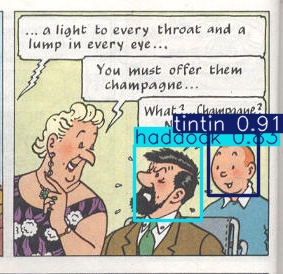 ... a light to every throat and a
lump in every eye...
You must offer them
champagne...
What? Champagne?
tintin 0.91
haddock 0.83